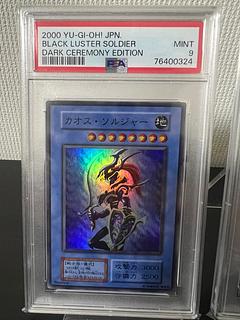 2000 YU-GI-OH! JPN.
BLACK LUSTER SOLDIER MINT
DARK CEREMONY EDITION 9
PSA 76400324
カオス・ソルジャー
攻撃力 3000
守備力 2500